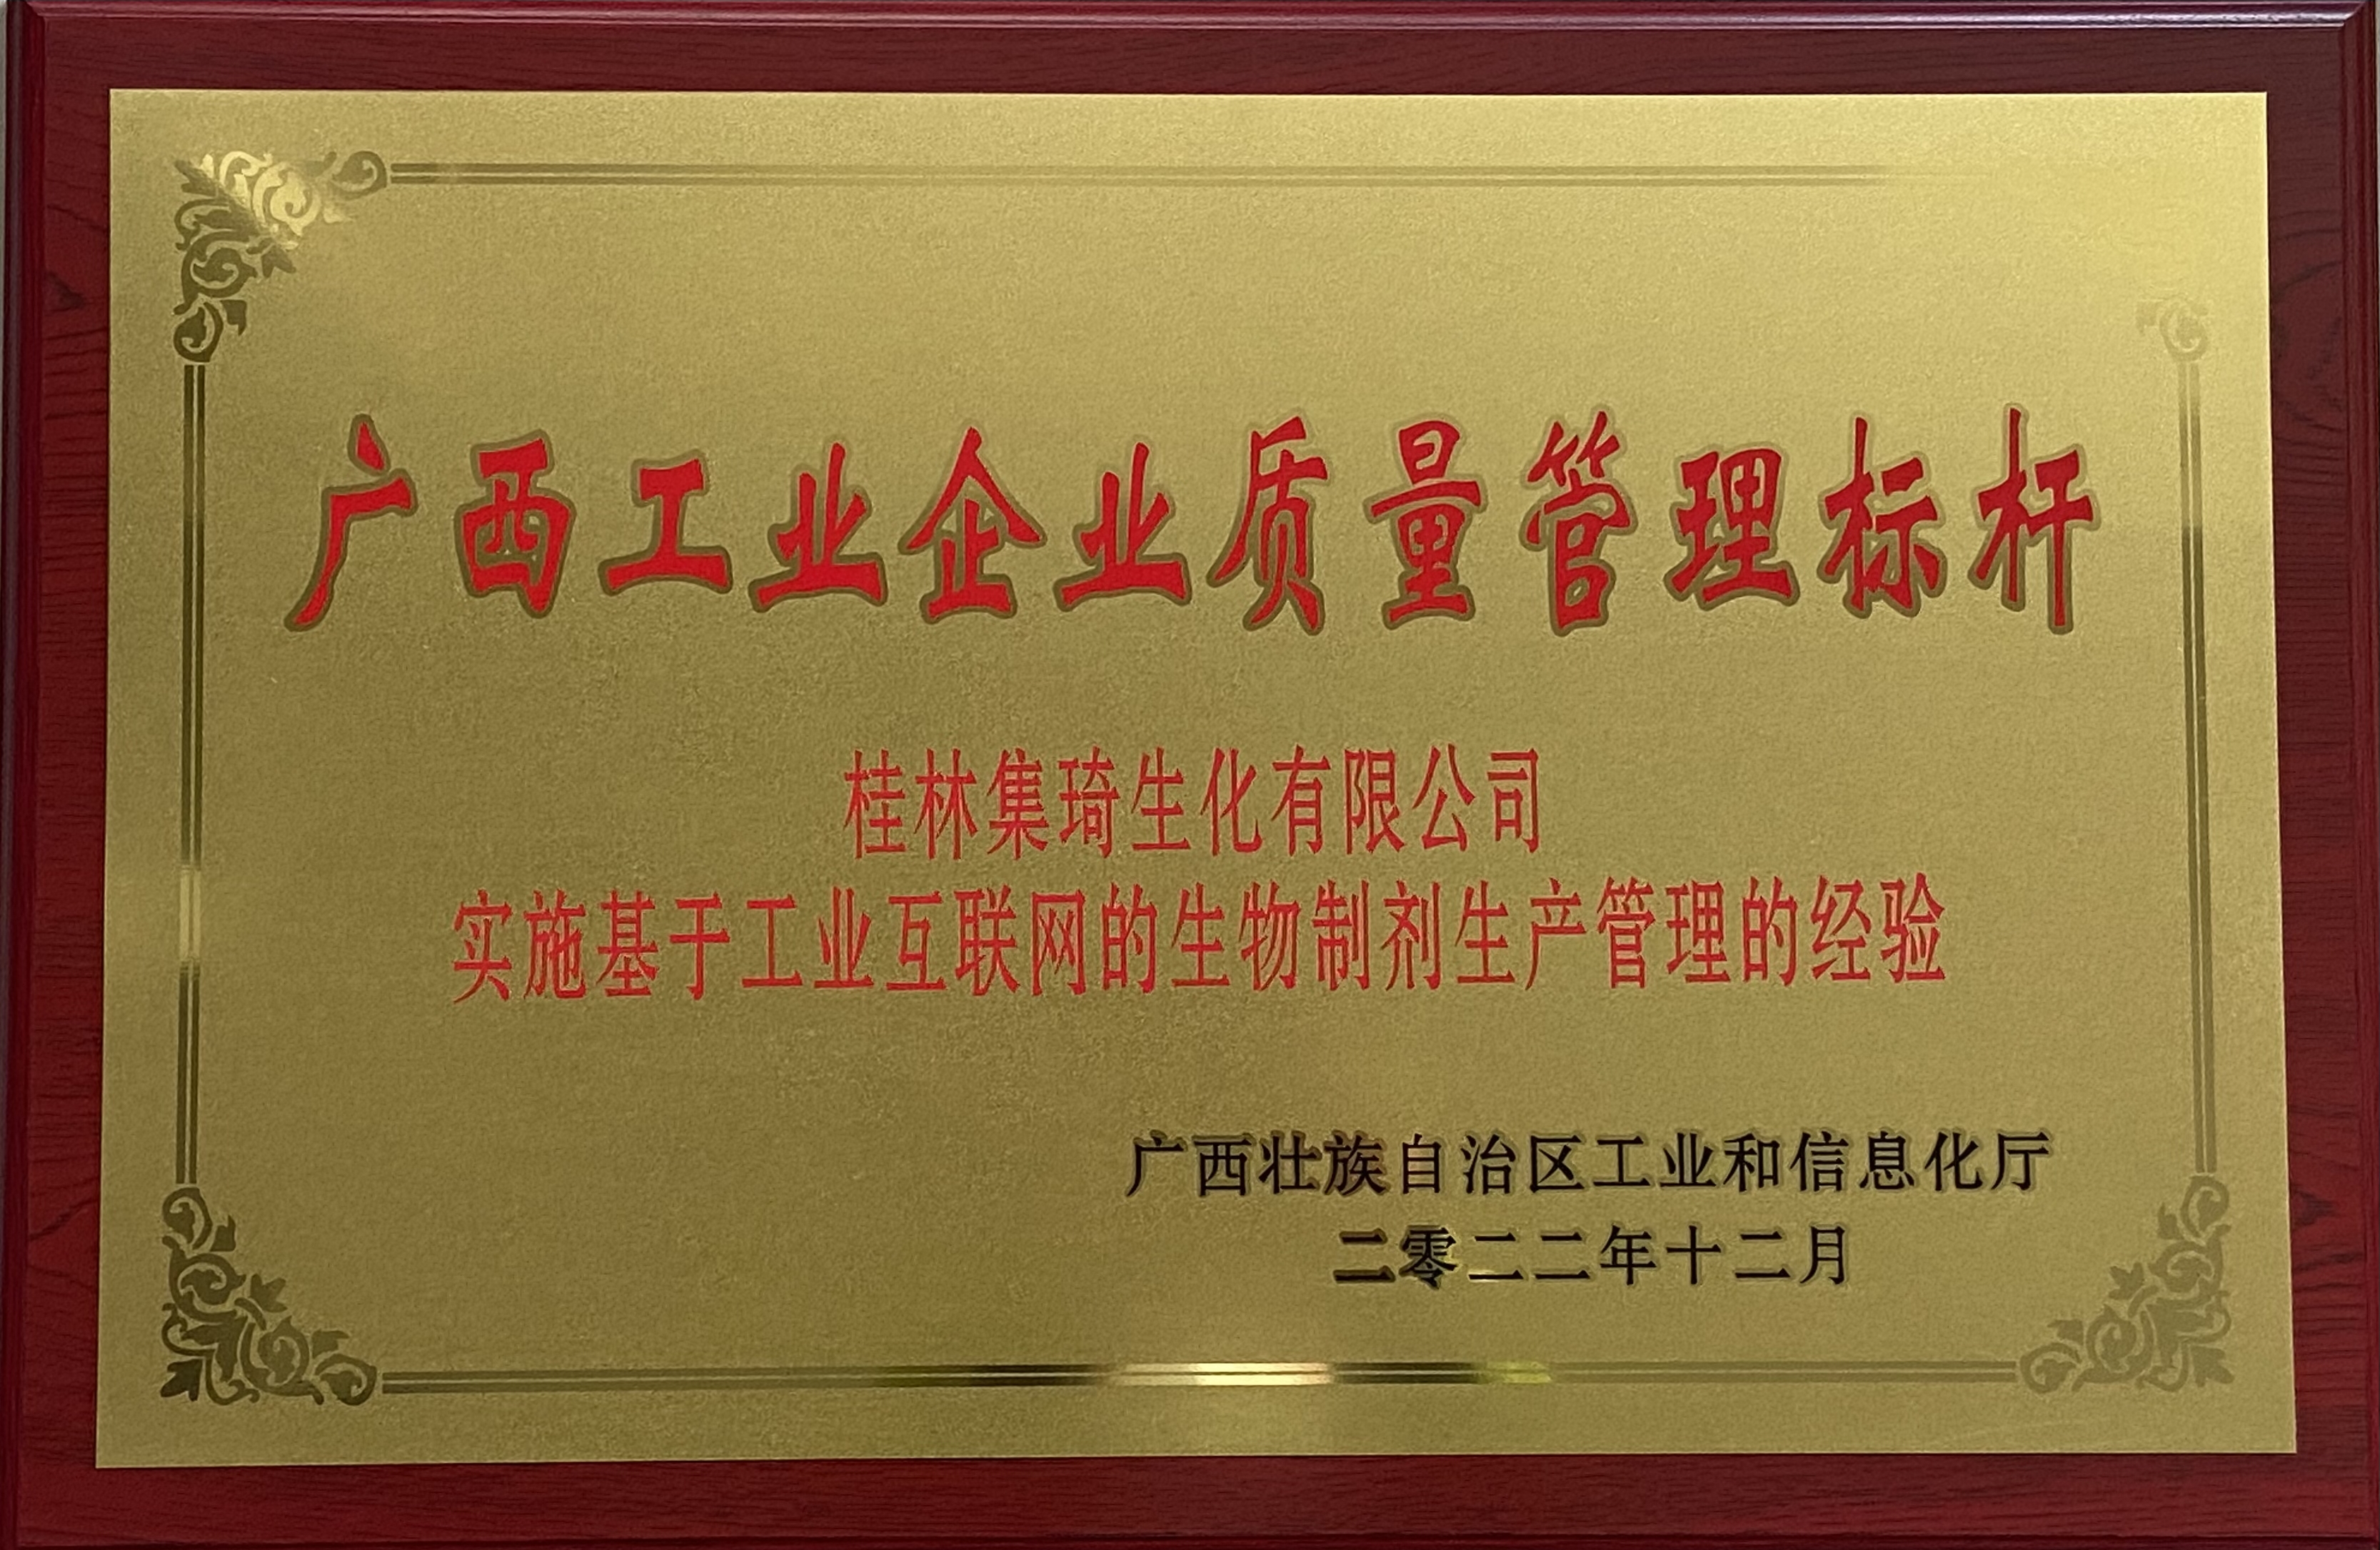 广西工业企业质量管理标杆
桂林集琦生化有限公司
实施基于工业互联网的生物制剂生产管理的经验
广西壮族自治区工业和信息化厅
二零二二年十二月